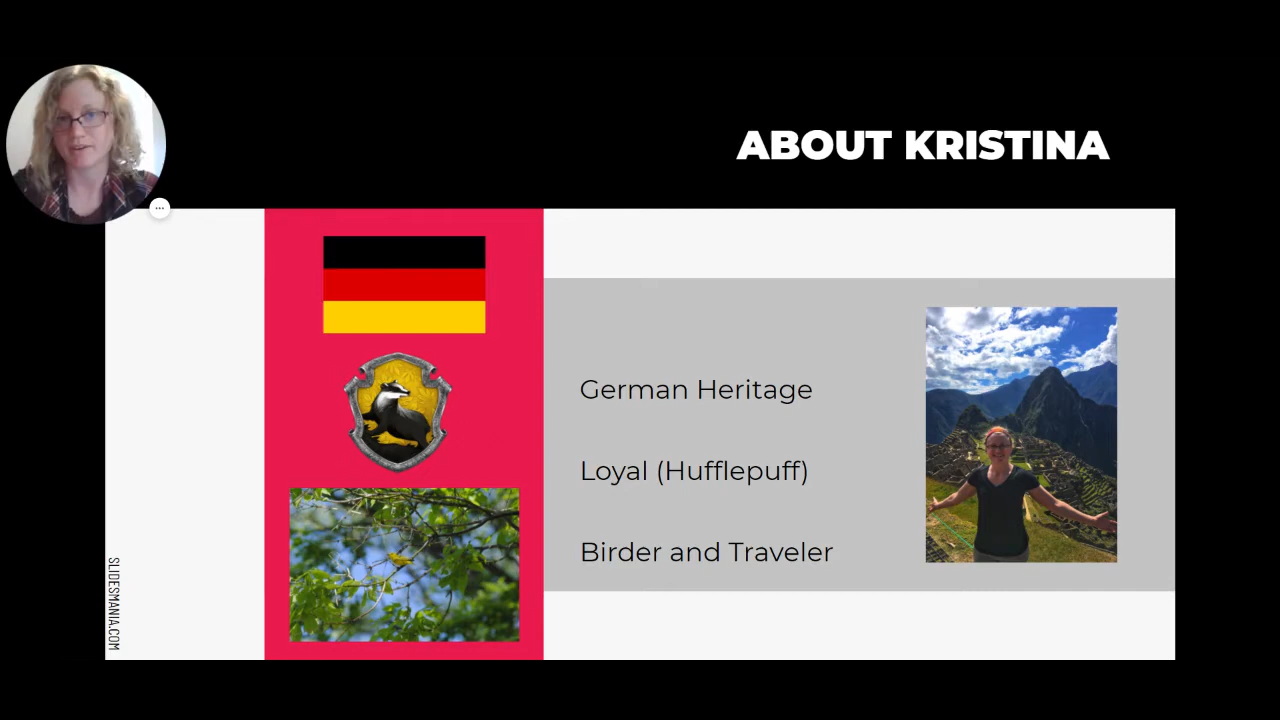 ABOUT KRISTINA
German Heritage
Loyal (Hufflepuff)
Birder and Traveler
SLIDESMANIA.COM